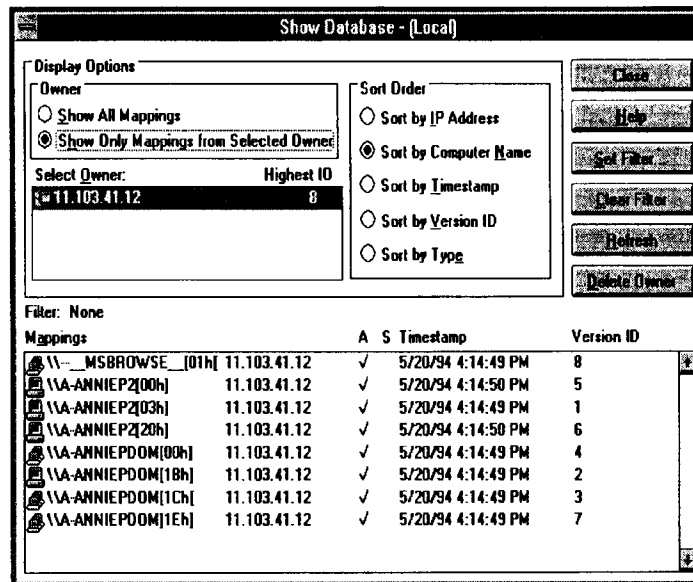 Show Database - (Local)
Display Options
Owner
Show All Mappings
Show Only Mappings from Selected Owner
Select Owner: Highest ID
11.103.41.12 8
Sort Order
Sort by IP Address
Sort by Computer Name
Sort by Timestamp
Sort by Version ID
Sort by Type
Close
Help
Set Filter...
Clear Filter
Refresh
Delete Owner
Filter: None
Mappings A S Timestamp Version ID
\\--__MSBROWSE__[01h[ 11.103.41.12 √ 5/20/94 4:14:49 PM 8
\\A-ANNIEP2[00h] 11.103.41.12 √ 5/20/94 4:14:50 PM 5
\\A-ANNIEP2[03h] 11.103.41.12 √ 5/20/94 4:14:49 PM 1
\\A-ANNIEP2[20h] 11.103.41.12 √ 5/20/94 4:14:50 PM 6
\\A-ANNIEPDOM[00h] 11.103.41.12 √ 5/20/94 4:14:49 PM 4
\\A-ANNIEPDOM[1Bh] 11.103.41.12 √ 5/20/94 4:14:49 PM 2
\\A-ANNIEPDOM[1Ch] 11.103.41.12 √ 5/20/94 4:14:49 PM 3
\\A-ANNIEPDOM[1Eh] 11.103.41.12 √ 5/20/94 4:14:49 PM 7